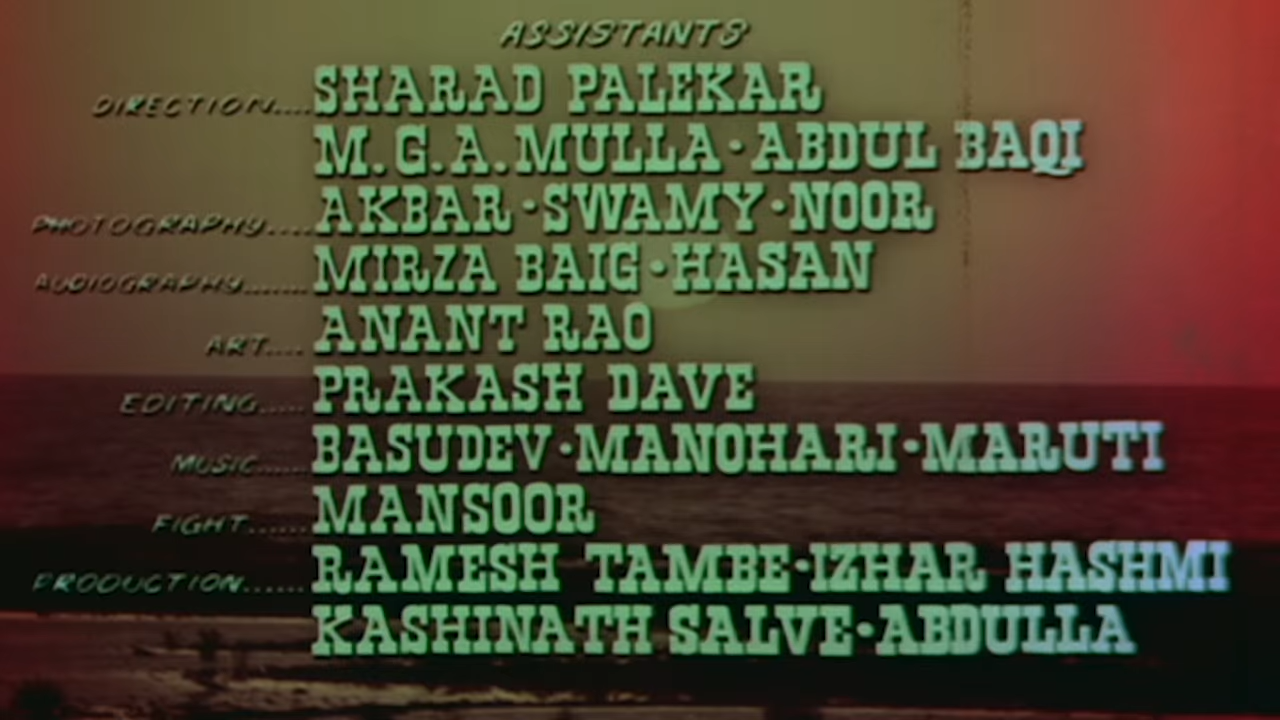 ASSISTANTS
DIRECTION....SHARAD PALEKAR
M.G.A.MULLA·ABDUL BAQI
PHOTOGRAPHY....AKBAR·SWAMY·NOOR
AUDIOGRAPHY.......MIRZA BAIG·HASAN
ART....ANANT RAO
EDITING.....PRAKASH DAVE
MUSIC.....BASUDEV·MANOHARI·MARUTI
FIGHT......MANSOOR
PRODUCTION......RAMESH TAMBE·IZHAR HASHMI
KASHINATH SALVE·ABDULLA